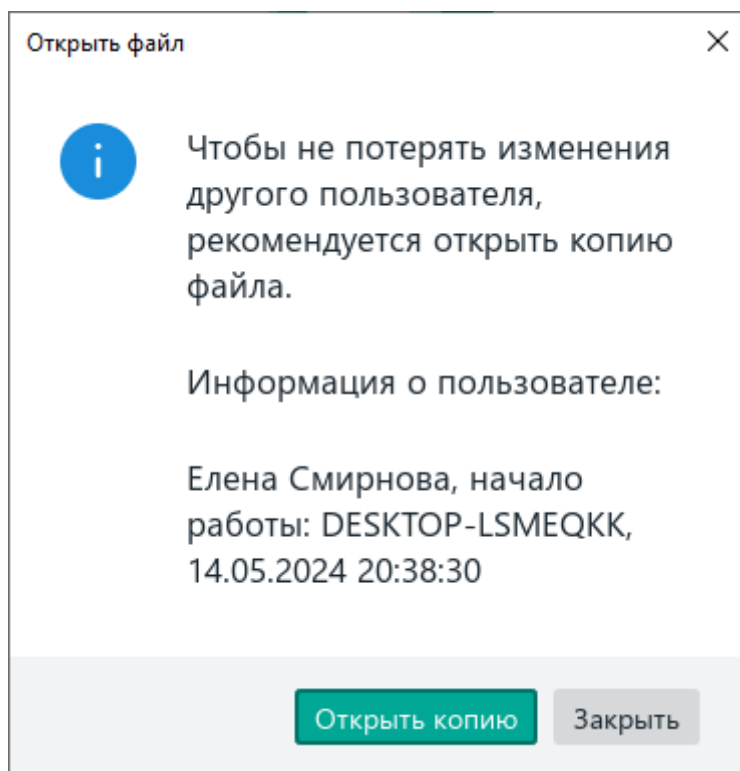 Открыть файл
Чтобы не потерять изменения
другого пользователя,
рекомендуется открыть копию
файла.
Информация о пользователе:
Елена Смирнова, начало
работы: DESKTOP-LSMEQKK,
14.05.2024 20:38:30
Открыть копию Закрыть